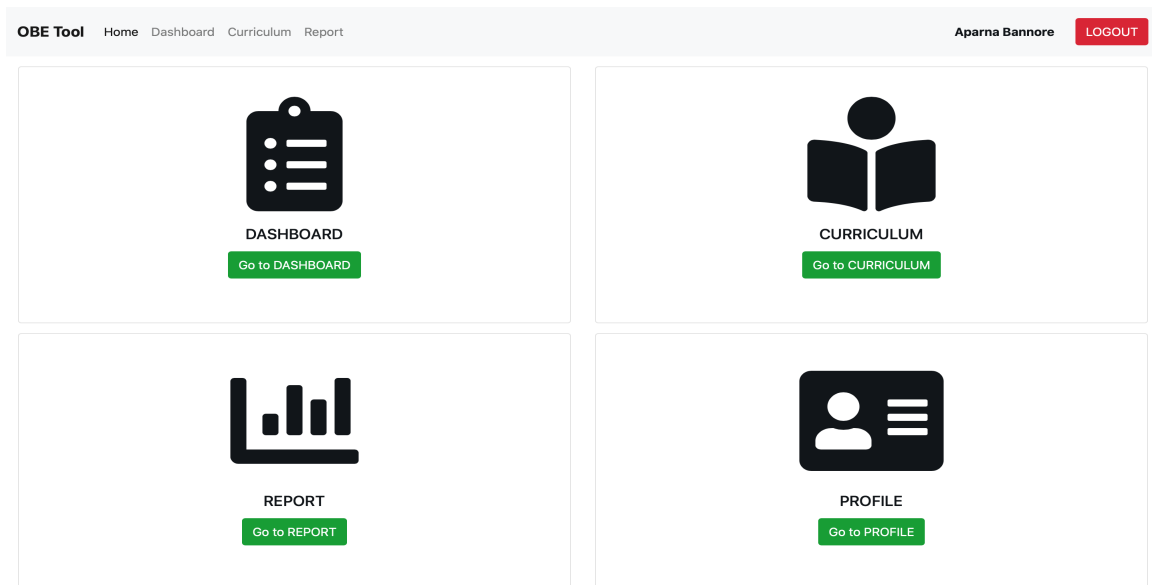 OBE Tool Home Dashboard Curriculum Report Aparna Bannore LOGOUT
DASHBOARD
Go to DASHBOARD
CURRICULUM
Go to CURRICULUM
REPORT
Go to REPORT
PROFILE
Go to PROFILE